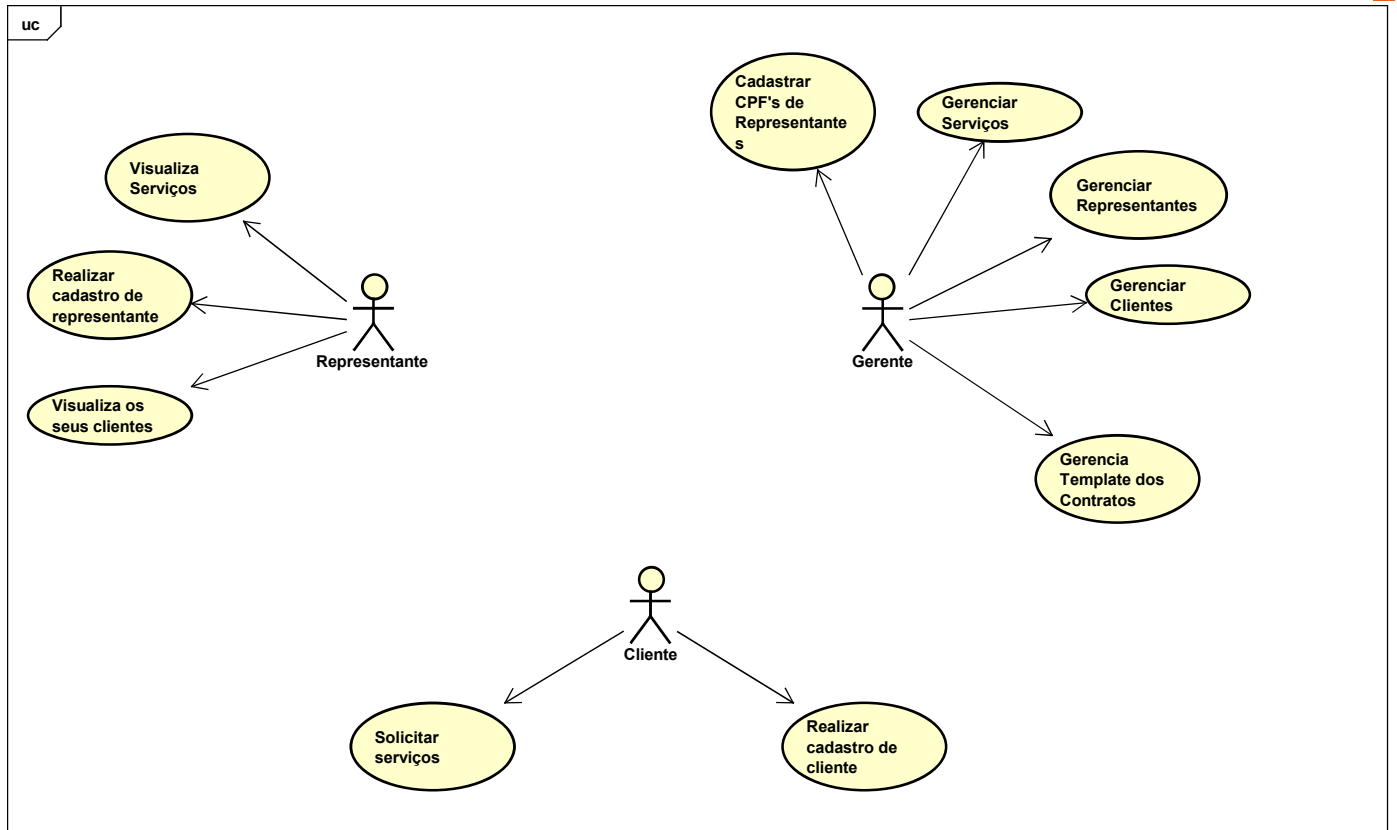 uc
Cadastrar
CPF's de
Representante
s
Gerenciar
Serviços
Visualiza
Serviços
Gerenciar
Representantes
Realizar
cadastro de
representante
Gerenciar
Clientes
Representante
Gerente
Visualiza os
seus clientes
Gerencia
Template dos
Contratos
Cliente
Solicitar
serviços
Realizar
cadastro de
cliente